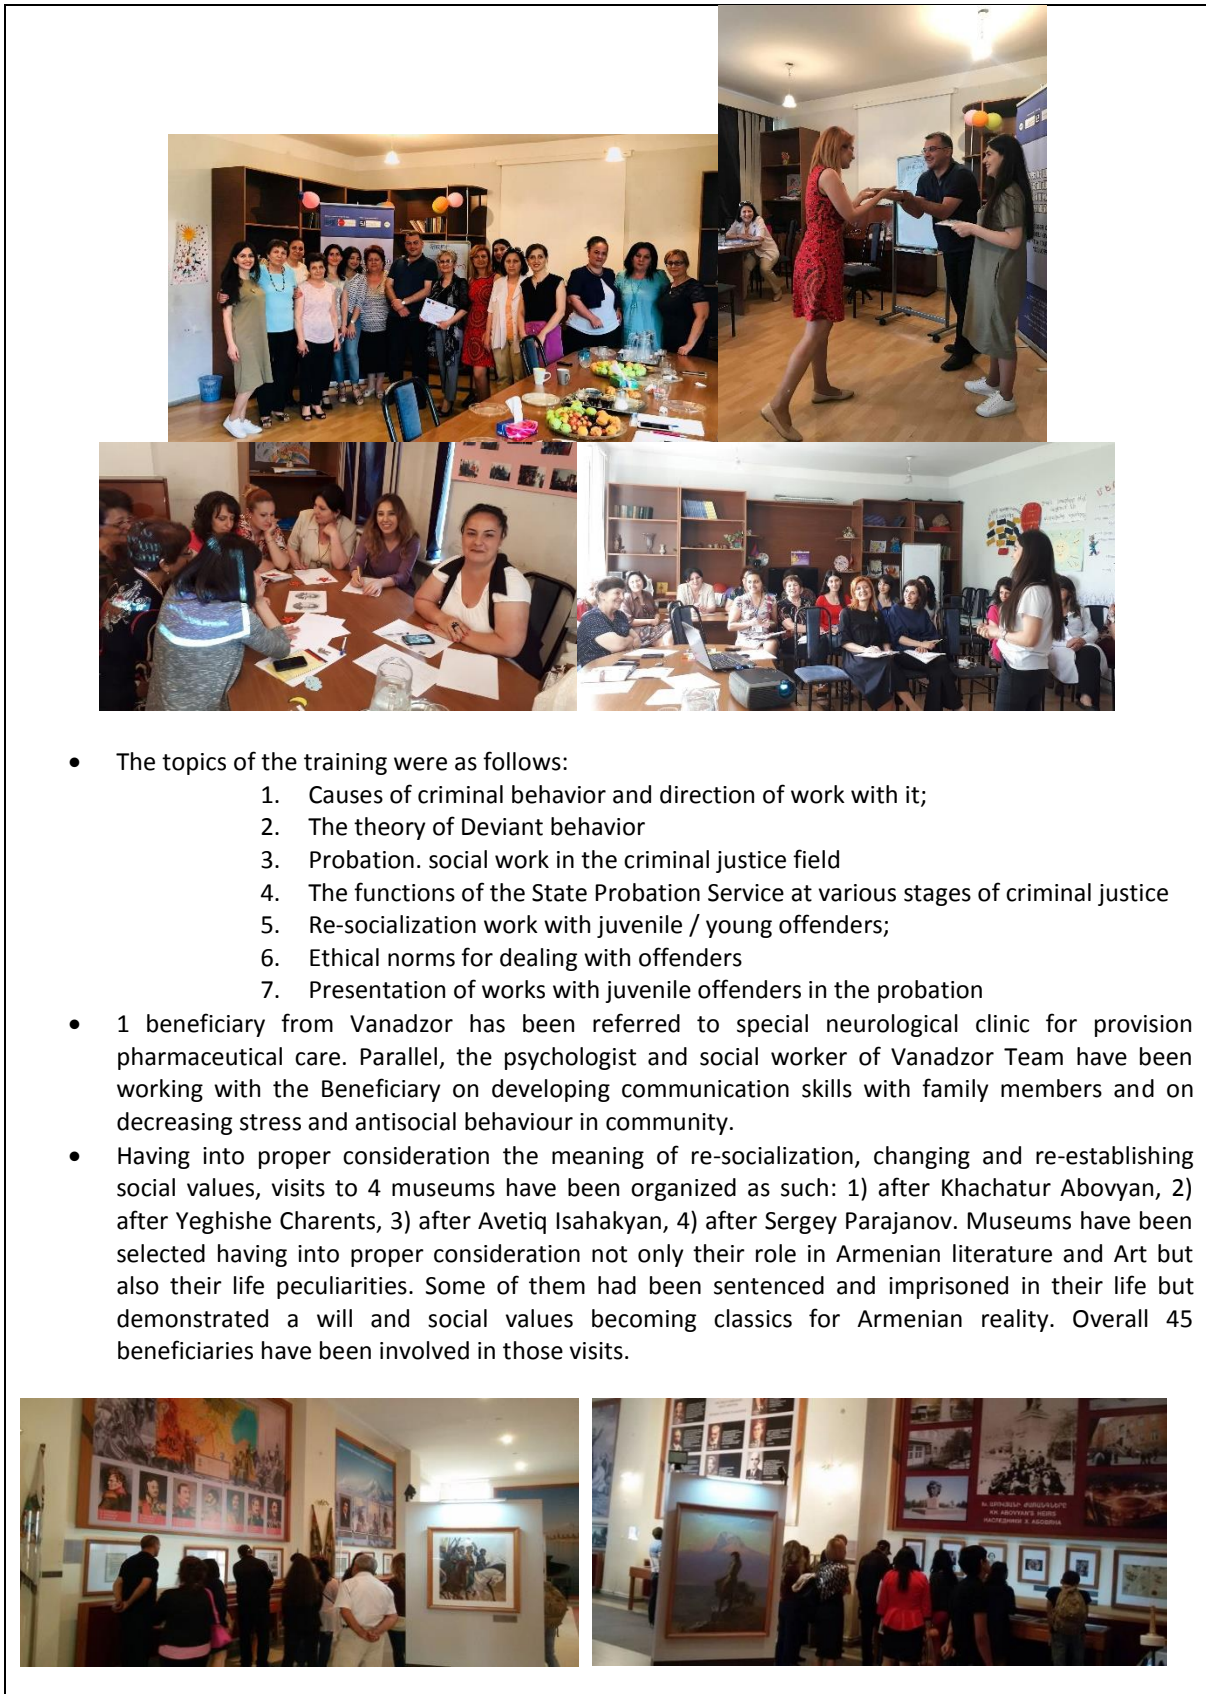 • The topics of the training were as follows:
1. Causes of criminal behavior and direction of work with it;
2. The theory of Deviant behavior
3. Probation. social work in the criminal justice field
4. The functions of the State Probation Service at various stages of criminal justice
5. Re-socialization work with juvenile / young offenders;
6. Ethical norms for dealing with offenders
7. Presentation of works with juvenile offenders in the probation
• 1 beneficiary from Vanadzor has been referred to special neurological clinic for provision
pharmaceutical care. Parallel, the psychologist and social worker of Vanadzor Team have been
working with the Beneficiary on developing communication skills with family members and on
decreasing stress and antisocial behaviour in community.
• Having into proper consideration the meaning of re-socialization, changing and re-establishing
social values, visits to 4 museums have been organized as such: 1) after Khachatur Abovyan, 2)
after Yeghishe Charents, 3) after Avetiq Isahakyan, 4) after Sergey Parajanov. Museums have been
selected having into proper consideration not only their role in Armenian literature and Art but
also their life peculiarities. Some of them had been sentenced and imprisoned in their life but
demonstrated a will and social values becoming classics for Armenian reality. Overall 45
beneficiaries have been involved in those visits.
Խ. ԱԲՈՎՅԱՆԻ ԺԱՌԱՆԳՆԵՐԸ
KH. ABOVYAN'S HEIRS
НАСЛЕДНИКИ Х. АБОВЯНА